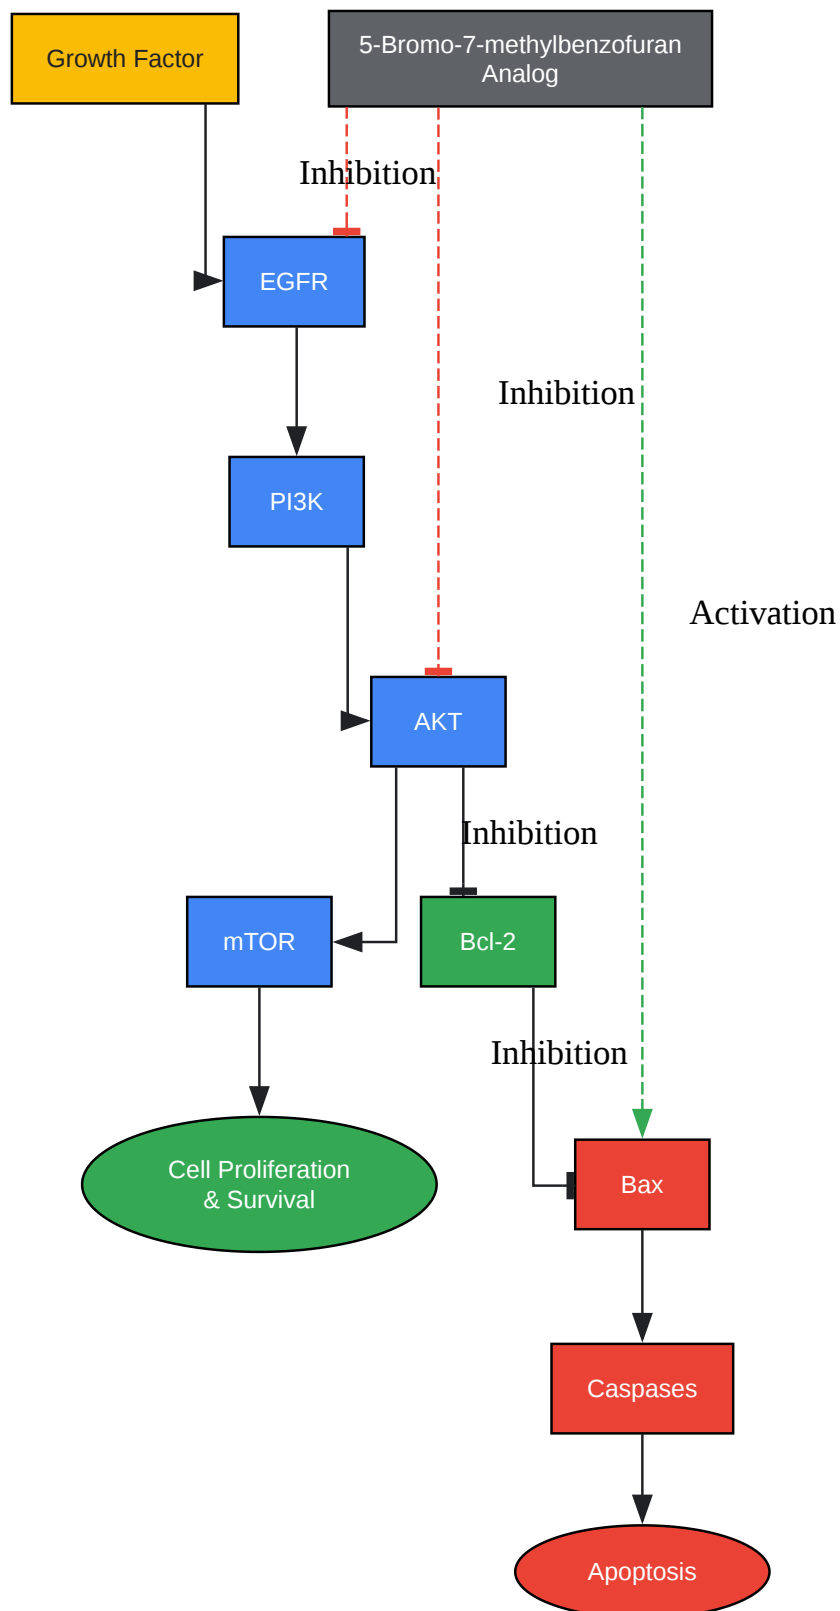 Growth Factor
5-Bromo-7-methylbenzofuran
Analog
Inhibition
EGFR
Inhibition
PI3K
Activation
AKT
Inhibition
mTOR
Bcl-2
Inhibition
Cell Proliferation
& Survival
Bax
Caspases
Apoptosis